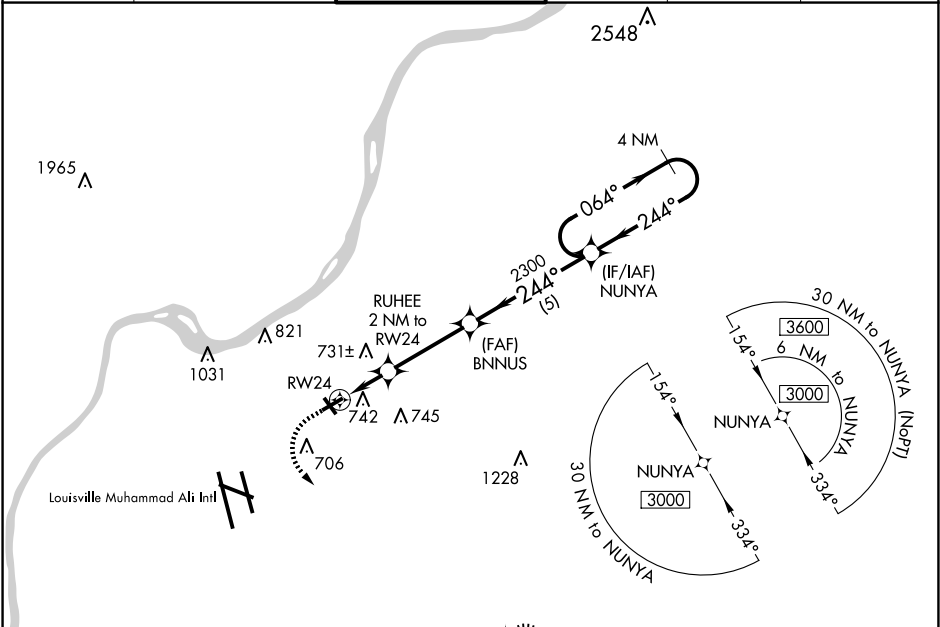 2548
4 NM
1965
064°
244°
2300
244°
(5)
(IF/IAF)
NUNYA
RUHEE
2 NM to
RW24
821
731±
1031
(FAF)
BNNUS
RW24
742
745
706
1228
Louisville Muhammad Ali Intl
30 NM to NUNYA (NoPT)
3600
154°
6 NM to NUNYA
3000
NUNYA
334°
154°
NUNYA
3000
334°
30 NM to NUNYA